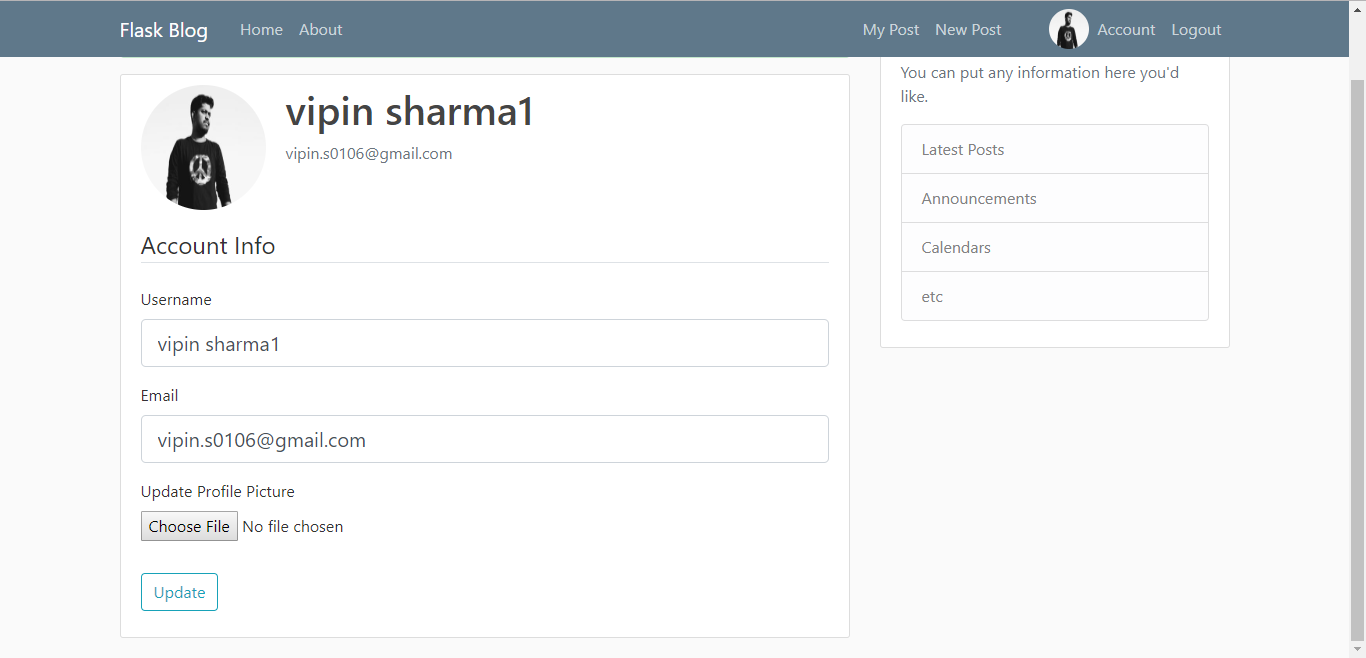 Flask Blog Home About My Post New Post Account Logout
vipin sharma1
vipin.s0106@gmail.com
Account Info
Username
vipin sharma1
Email
vipin.s0106@gmail.com
Update Profile Picture
Choose File No file chosen
Update
You can put any information here you'd
like.
Latest Posts
Announcements
Calendars
etc